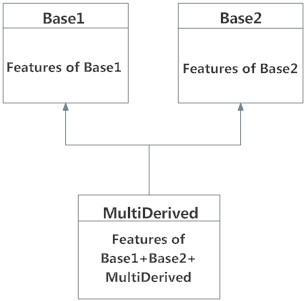 Base1
Features of Base1
Base2
Features of Base2
MultiDerived
Features of
Base1+Base2+
MultiDerived